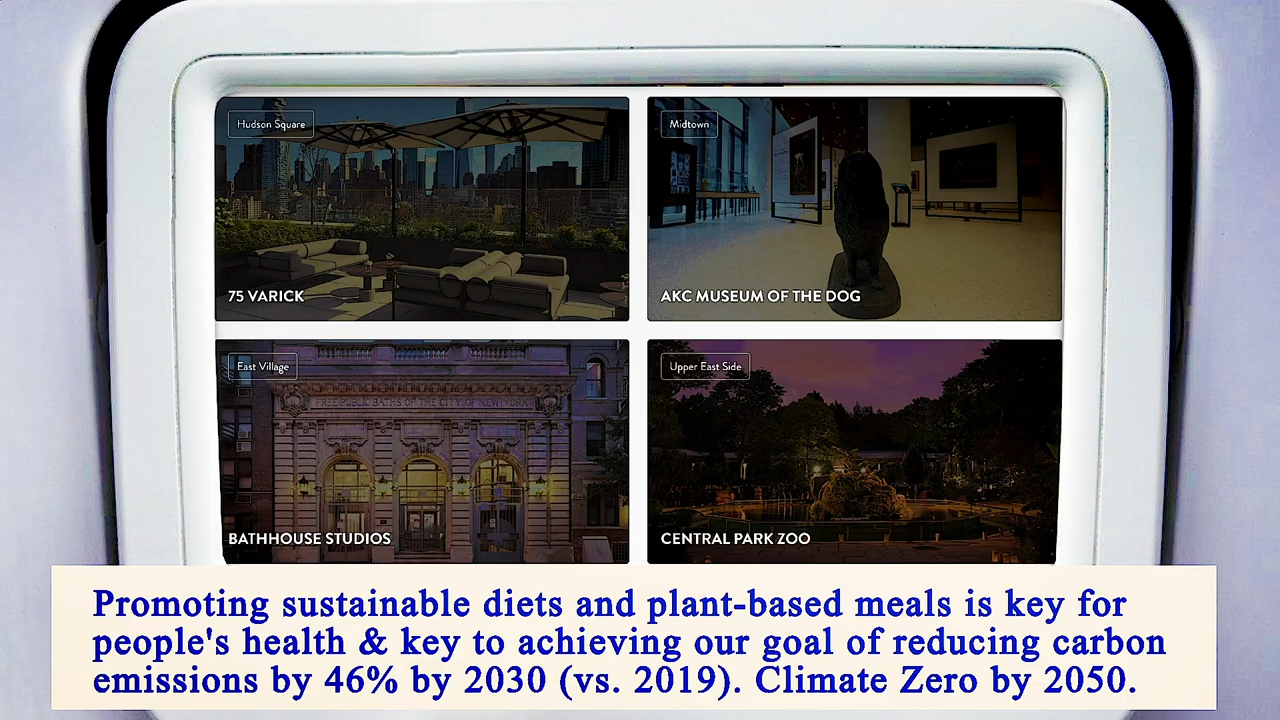 Hudson Square
75 VARICK
Midtown
AKC MUSEUM OF THE DOG
East Village
FREE PUBLIC BATHS OF THE CITY OF NEW YORK
BATHHOUSE STUDIOS
Upper East Side
CENTRAL PARK ZOO
Promoting sustainable diets and plant-based meals is key for
people's health & key to achieving our goal of reducing carbon
emissions by 46% by 2030 (vs. 2019). Climate Zero by 2050.